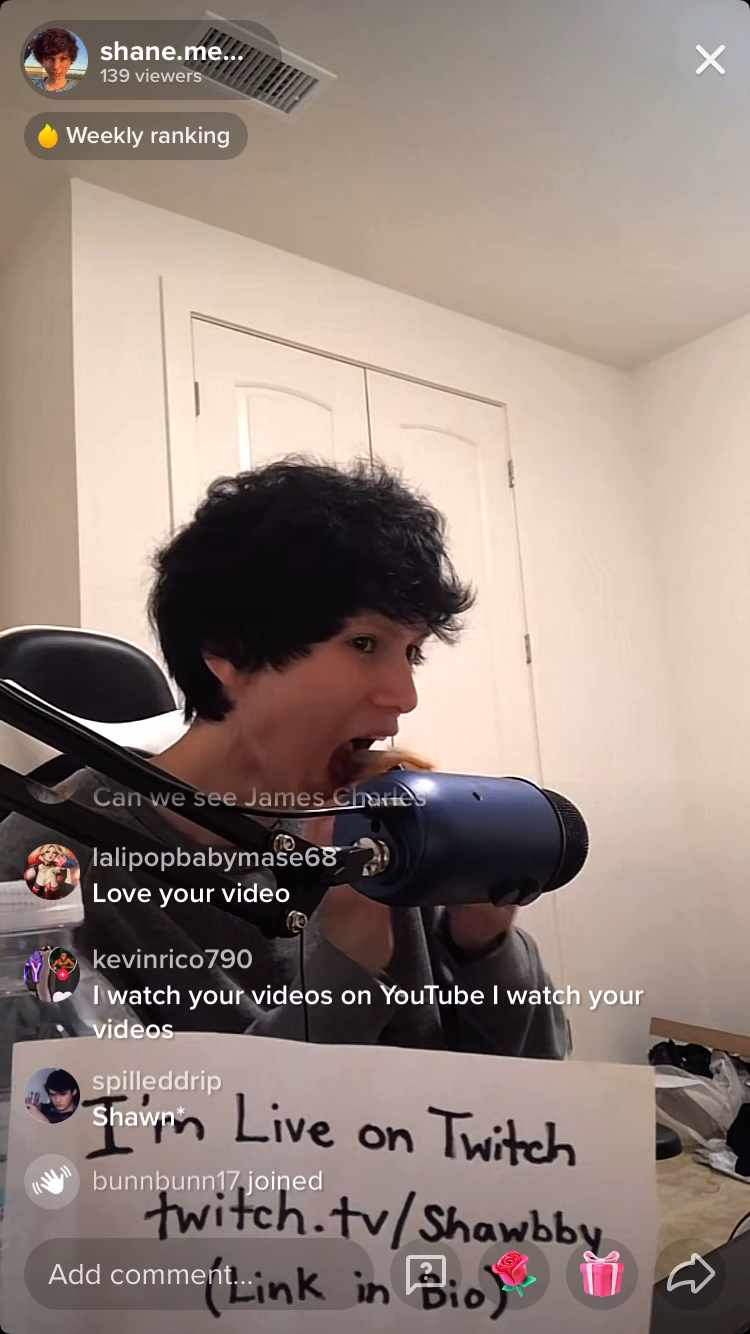 shane.me...
139 viewers
Weekly ranking
Can we see James Charles
lalipopbabymase68
Love your video
kevinrico790
I watch your videos on YouTube I watch your
videos
spilleddrip
Shawn*
I'm Live on Twitch
bunnbunn17 joined
twitch.tv/Shawbby
Add comment...
(Link in Bio)